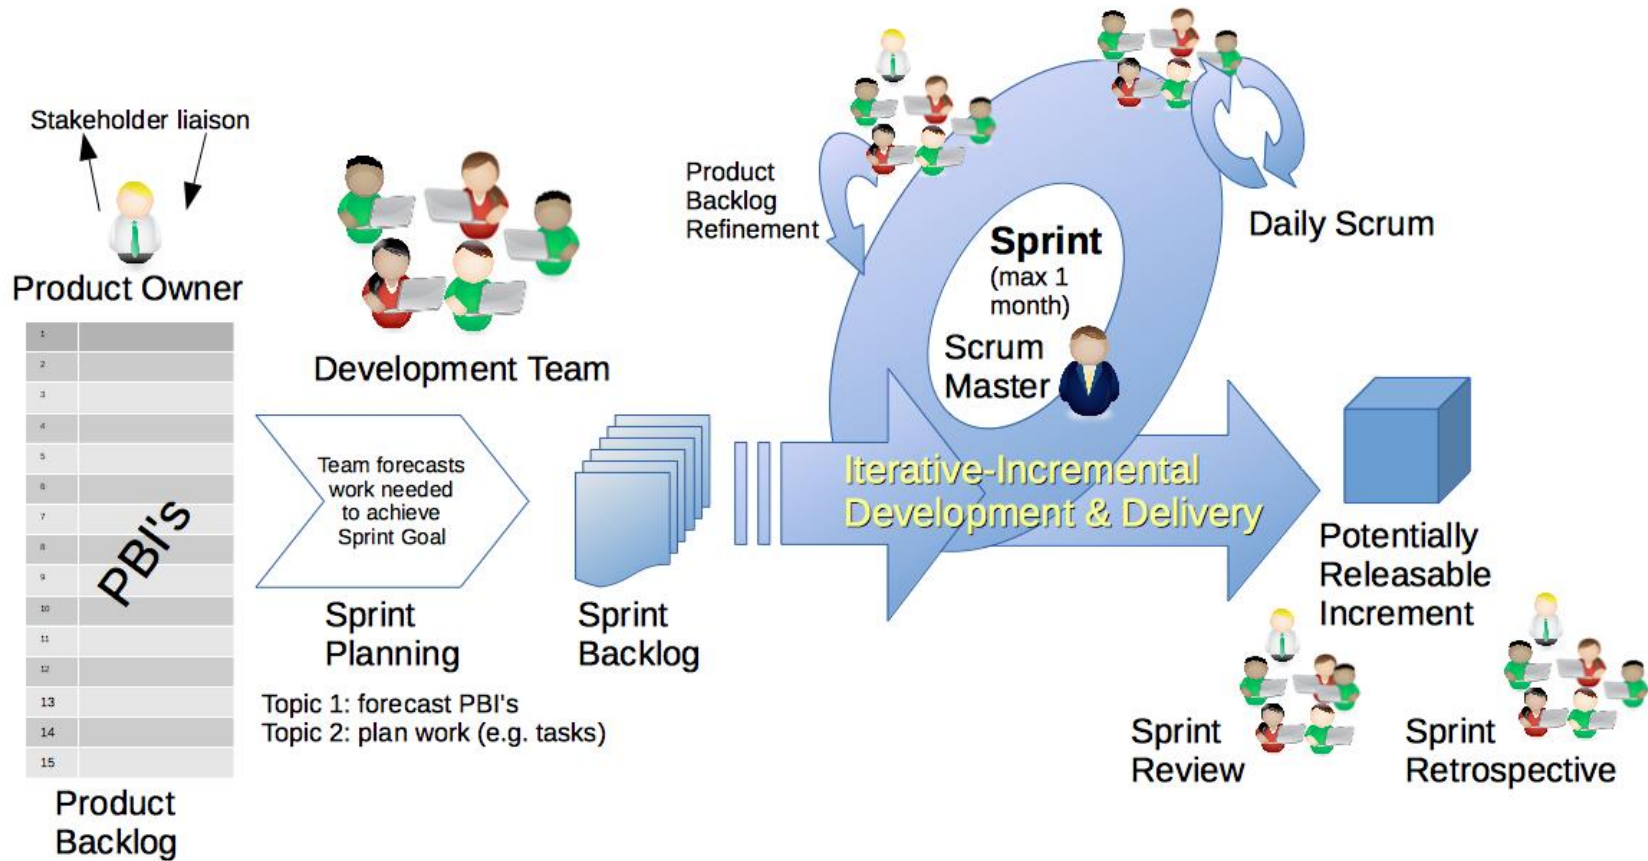 Stakeholder liaison
Product Owner
1
2
3
4
5
6
7
8
9
10
11
12
13
14
15
PBI's
Product
Backlog
Development Team
Team forecasts
work needed
to achieve
Sprint Goal
Sprint
Planning
Topic 1: forecast PBI's
Topic 2: plan work (e.g. tasks)
Sprint
Backlog
Product
Backlog
Refinement
Sprint
(max 1
month)
Scrum
Master
Daily Scrum
Iterative-Incremental
Development & Delivery
Potentially
Releasable
Increment
Sprint
Review
Sprint
Retrospective